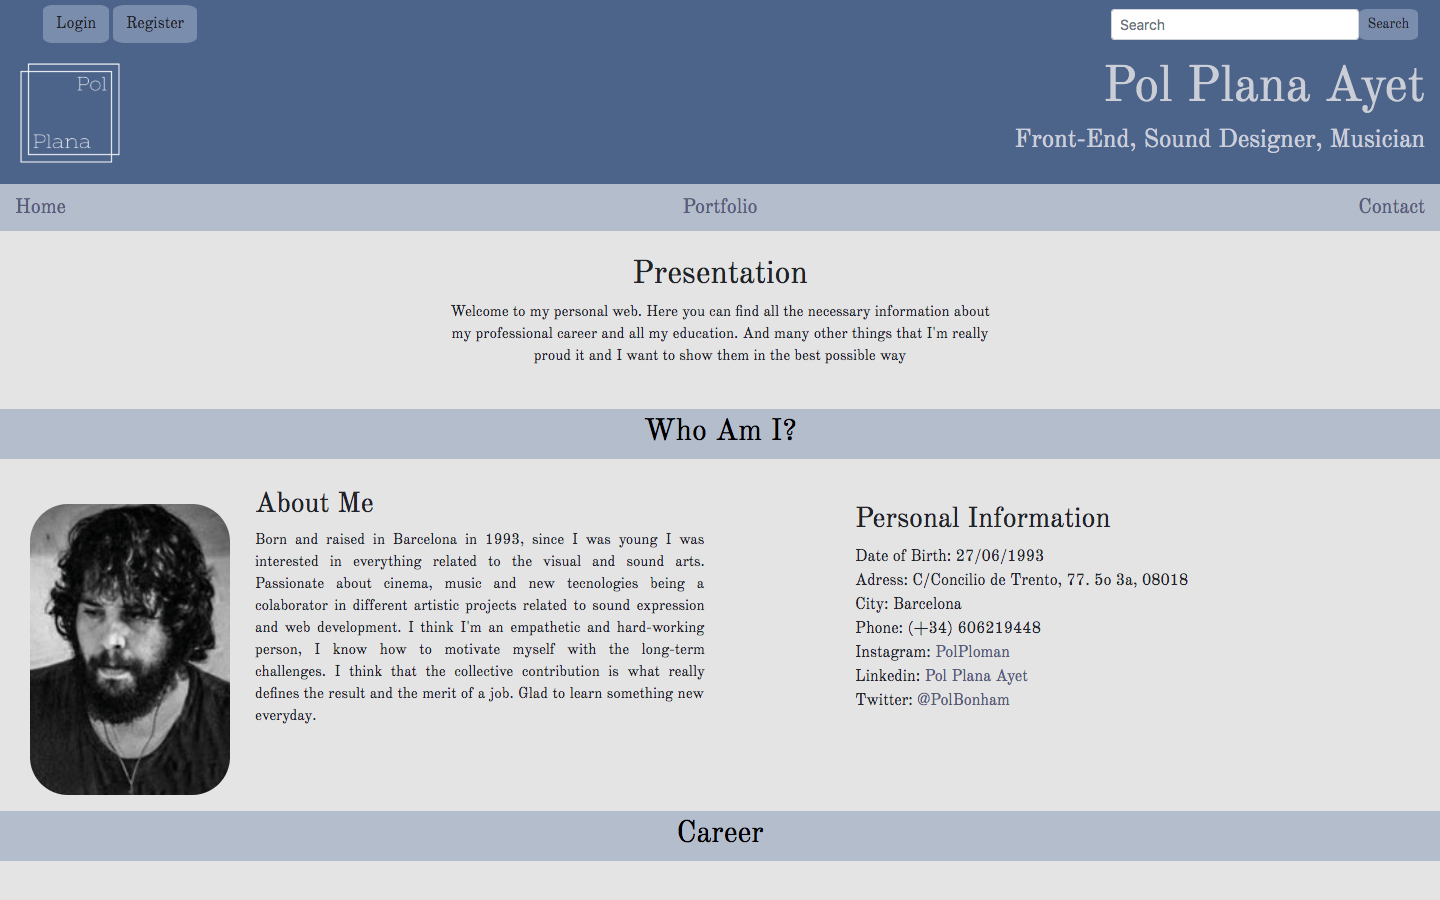 Login Register Search Search
Pol
Plana
Pol Plana Ayet
Front-End, Sound Designer, Musician
Home Portfolio Contact
Presentation
Welcome to my personal web. Here you can find all the necessary information about
my professional career and all my education. And many other things that I'm really
proud it and I want to show them in the best possible way
Who Am I?
About Me
Born and raised in Barcelona in 1993, since I was young I was
interested in everything related to the visual and sound arts.
Passionate about cinema, music and new tecnologies being a
colaborator in different artistic projects related to sound expression
and web development. I think I'm an empathetic and hard-working
person, I know how to motivate myself with the long-term
challenges. I think that the collective contribution is what really
defines the result and the merit of a job. Glad to learn something new
everyday.
Personal Information
Date of Birth: 27/06/1993
Adress: C/Concilio de Trento, 77. 5o 3a, 08018
City: Barcelona
Phone: (+34) 606219448
Instagram: PolPloman
Linkedin: Pol Plana Ayet
Twitter: @PolBonham
Career